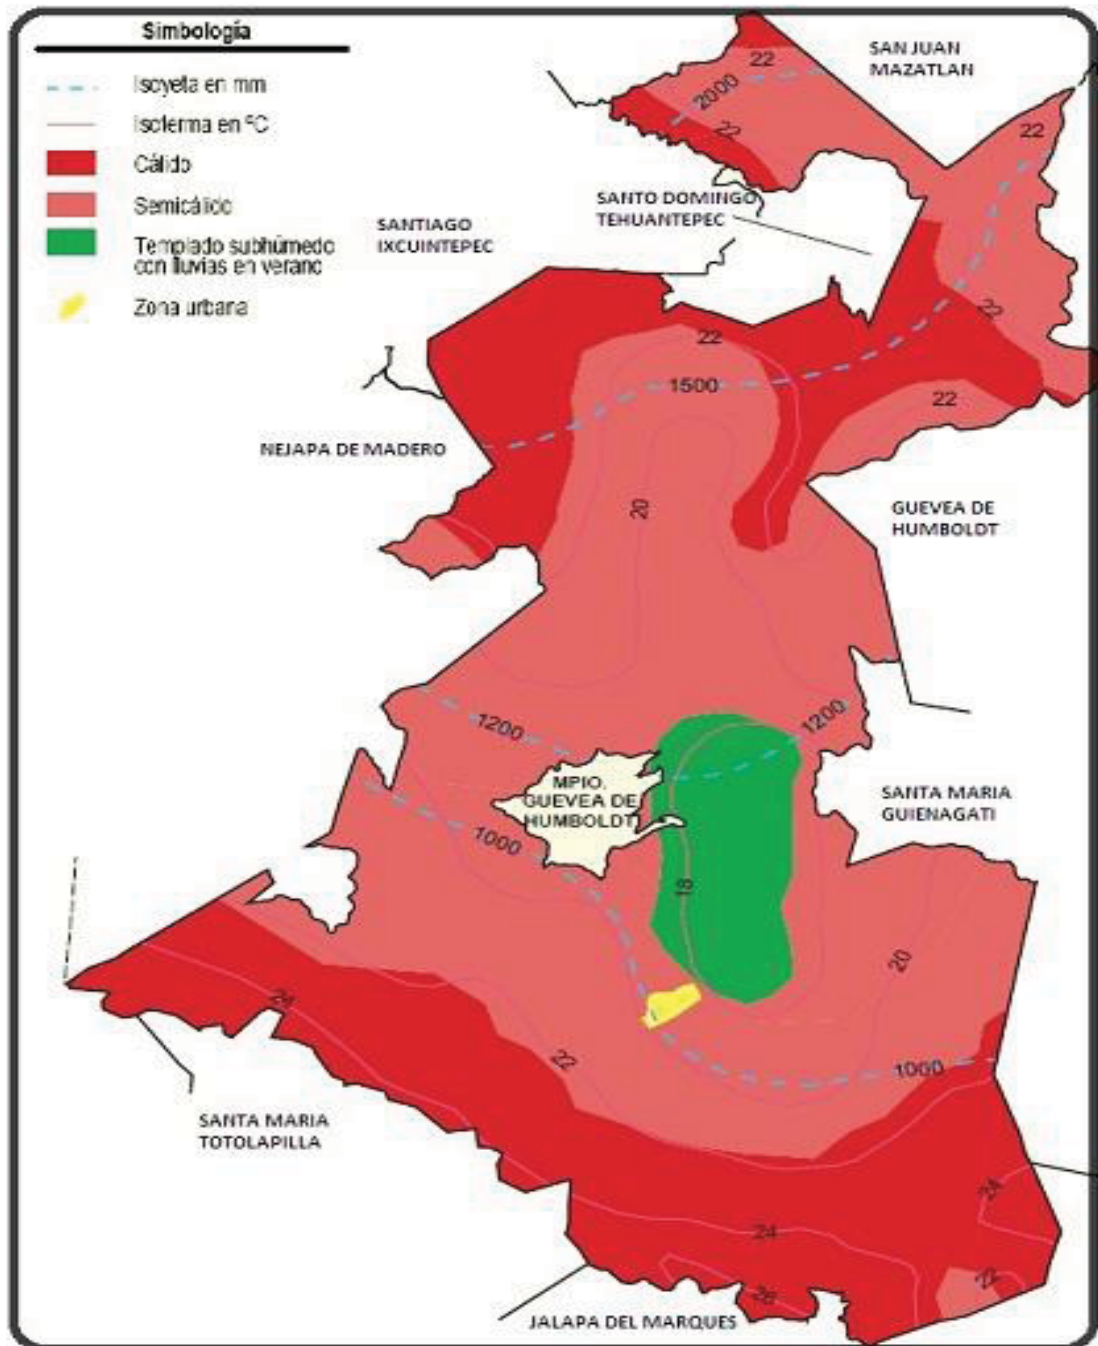 Simbología
Isoyeta en mm
Isoterma en ºC
Cálido
Semicálido
Templado subhúmedo
con lluvias en verano
Zona urbana
SAN JUAN
MAZATLAN
22
2000
22
22
SANTO DOMINGO
TEHUANTEPEC
SANTIAGO
IXCUINTEPEC
22
22
1500
22
NEJAPA DE MADERO
20
GUEVEA DE
HUMBOLDT
1200
1200
MPIO.
GUEVEA DE
HUMBOLDT
SANTA MARIA
GUIENAGATI
1000
18
20
24
22
1000
SANTA MARIA
TOTOLAPILLA
24
24
22
26
JALAPA DEL MARQUES